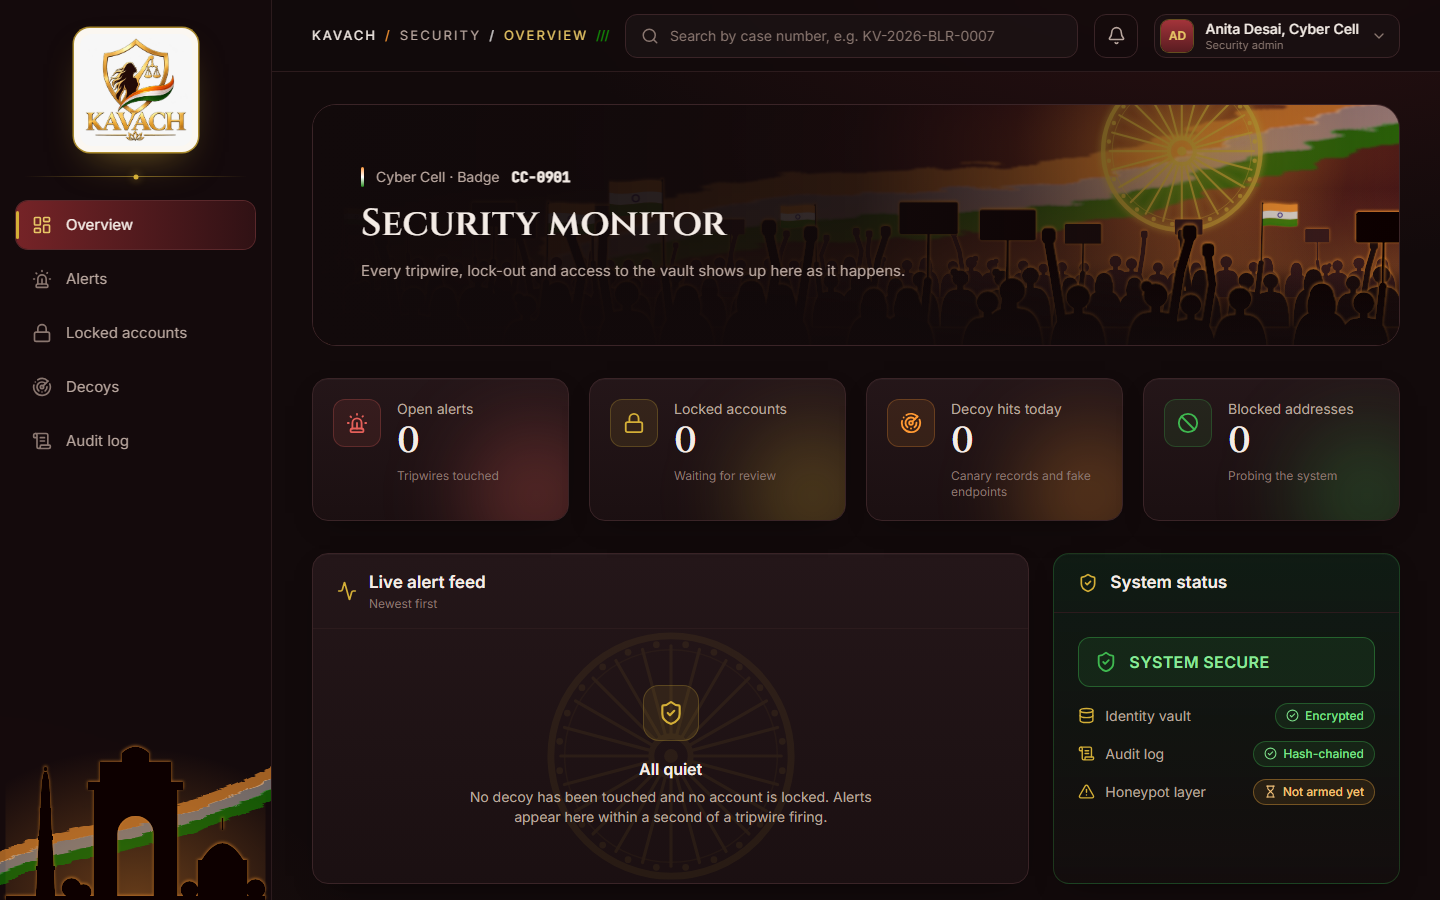 KAVACH
Overview
Alerts
Locked accounts
Decoys
Audit log
KAVACH / SECURITY / OVERVIEW ///
Search by case number, e.g. KV-2026-BLR-0007
AD
Anita Desai, Cyber Cell
Security admin
Cyber Cell · Badge CC-0901
Security monitor
Every tripwire, lock-out and access to the vault shows up here as it happens.
Open alerts
0
Tripwires touched
Locked accounts
0
Waiting for review
Decoy hits today
0
Canary records and fake
endpoints
Blocked addresses
0
Probing the system
Live alert feed
Newest first
All quiet
No decoy has been touched and no account is locked. Alerts
appear here within a second of a tripwire firing.
System status
SYSTEM SECURE
Identity vault
Encrypted
Audit log
Hash-chained
Honeypot layer
Not armed yet